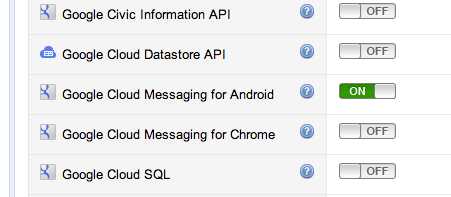 Google Civic Information API
? OFF
Google Cloud Datastore API
? OFF
Google Cloud Messaging for Android
? ON
Google Cloud Messaging for Chrome
? OFF
Google Cloud SQL
? OFF